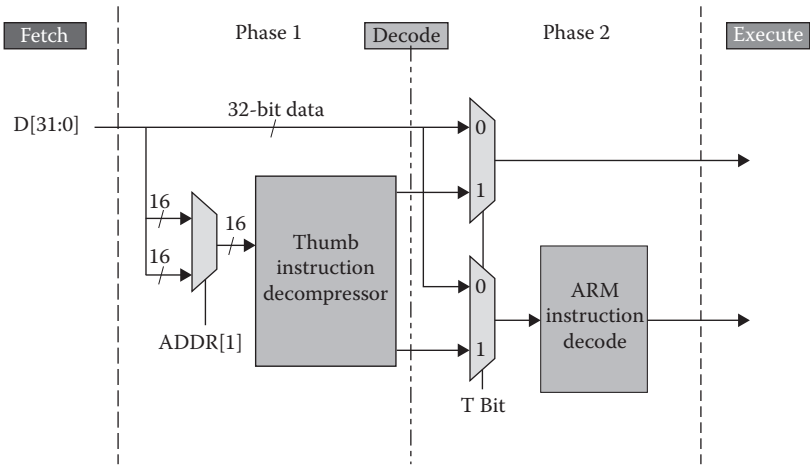 Fetch
Phase 1
Decode
Phase 2
Execute
D[31:0]
32-bit data
0
1
16
16
16
Thumb
instruction
decompressor
ADDR[1]
0
1
ARM
instruction
decode
T Bit